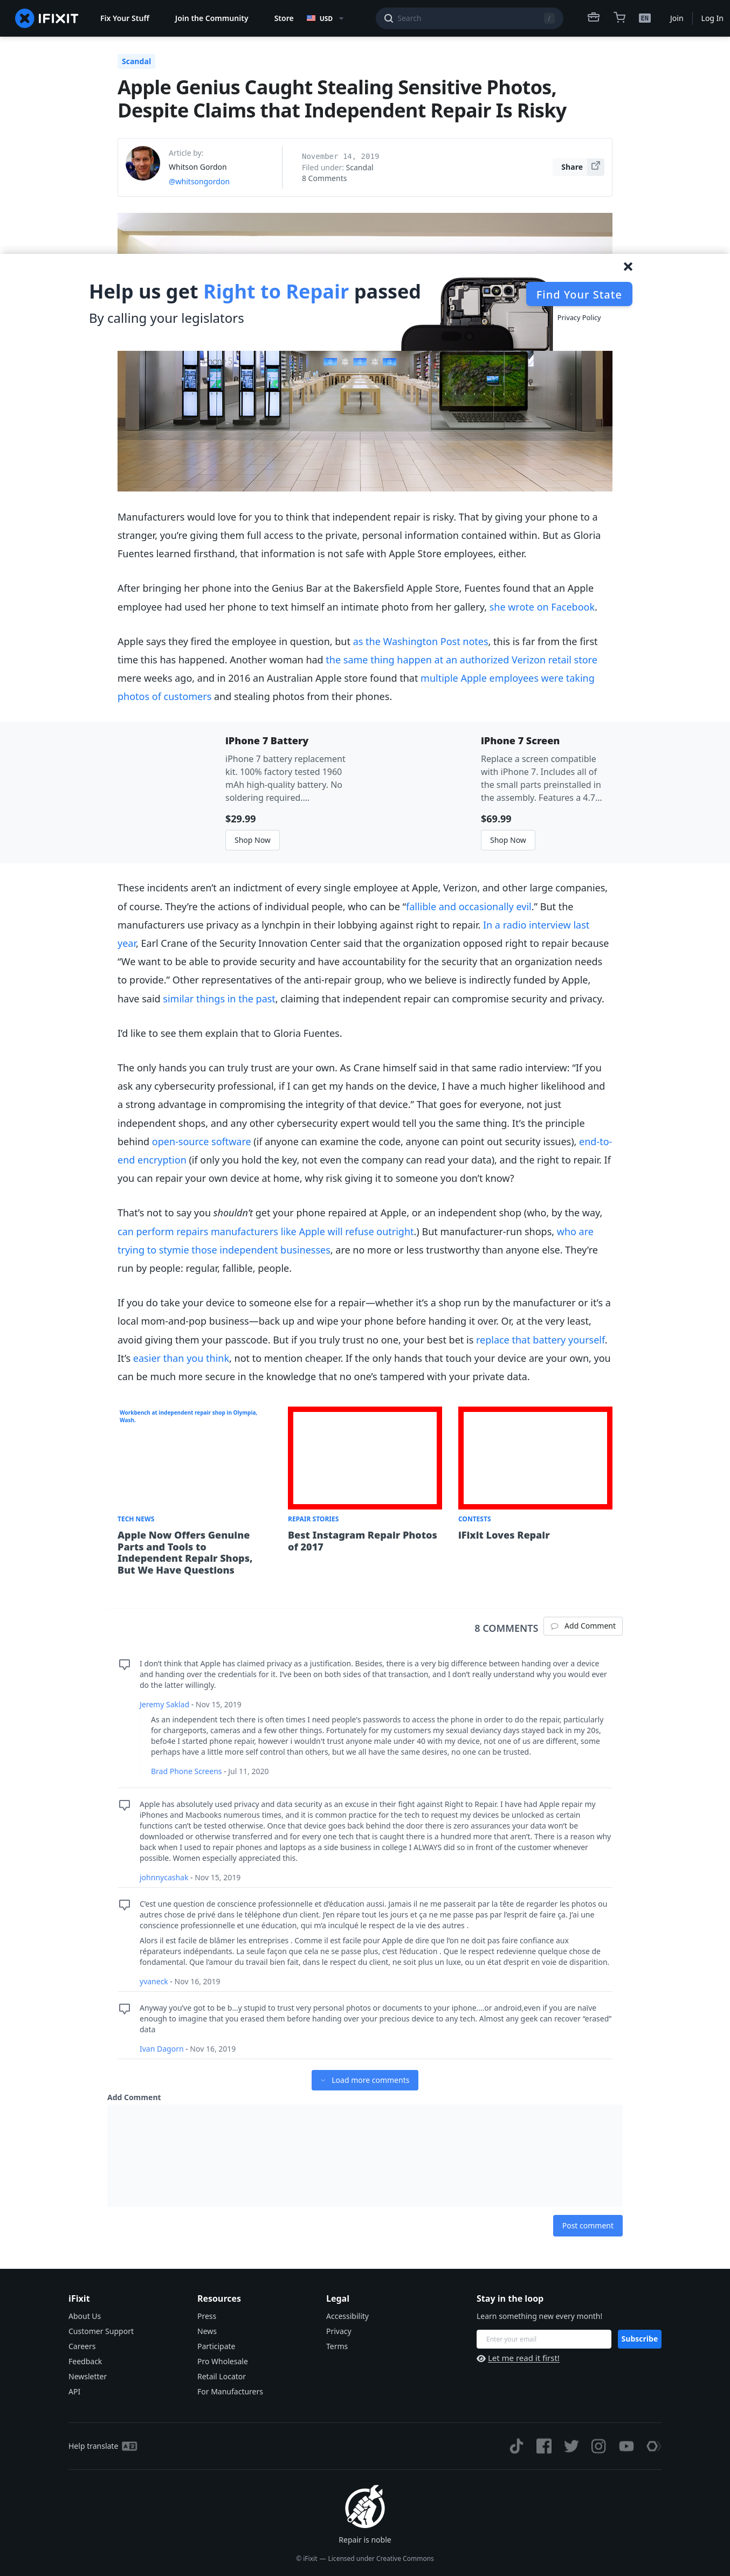 IFIXIT
Fix Your Stuff
Join the Community
Store
USD
Search
/
EN
Join
Log In
Scandal
Apple Genius Caught Stealing Sensitive Photos,
Despite Claims that Independent Repair Is Risky
Article by:
Whitson Gordon
@whitsongordon
November 14, 2019
Filed under: Scandal
8 Comments
Share
Help us get Right to Repair passed
By calling your legislators
Find Your State
Privacy Policy
Manufacturers would love for you to think that independent repair is risky. That by giving your phone to a
stranger, you’re giving them full access to the private, personal information contained within. But as Gloria
Fuentes learned firsthand, that information is not safe with Apple Store employees, either.
After bringing her phone into the Genius Bar at the Bakersfield Apple Store, Fuentes found that an Apple
employee had used her phone to text himself an intimate photo from her gallery, she wrote on Facebook.
Apple says they fired the employee in question, but as the Washington Post notes, this is far from the first
time this has happened. Another woman had the same thing happen at an authorized Verizon retail store
mere weeks ago, and in 2016 an Australian Apple store found that multiple Apple employees were taking
photos of customers and stealing photos from their phones.
iPhone 7 Battery
iPhone 7 battery replacement
kit. 100% factory tested 1960
mAh high-quality battery. No
soldering required....
$29.99
Shop Now
iPhone 7 Screen
Replace a screen compatible
with iPhone 7. Includes all of
the small parts preinstalled in
the assembly. Features a 4.7...
$69.99
Shop Now
These incidents aren’t an indictment of every single employee at Apple, Verizon, and other large companies,
of course. They’re the actions of individual people, who can be “fallible and occasionally evil.” But the
manufacturers use privacy as a lynchpin in their lobbying against right to repair. In a radio interview last
year, Earl Crane of the Security Innovation Center said that the organization opposed right to repair because
“We want to be able to provide security and have accountability for the security that an organization needs
to provide.” Other representatives of the anti-repair group, who we believe is indirectly funded by Apple,
have said similar things in the past, claiming that independent repair can compromise security and privacy.
I’d like to see them explain that to Gloria Fuentes.
The only hands you can truly trust are your own. As Crane himself said in that same radio interview: “If you
ask any cybersecurity professional, if I can get my hands on the device, I have a much higher likelihood and
a strong advantage in compromising the integrity of that device.” That goes for everyone, not just
independent shops, and any other cybersecurity expert would tell you the same thing. It’s the principle
behind open-source software (if anyone can examine the code, anyone can point out security issues), end-to-
end encryption (if only you hold the key, not even the company can read your data), and the right to repair. If
you can repair your own device at home, why risk giving it to someone you don’t know?
That’s not to say you shouldn’t get your phone repaired at Apple, or an independent shop (who, by the way,
can perform repairs manufacturers like Apple will refuse outright.) But manufacturer-run shops, who are
trying to stymie those independent businesses, are no more or less trustworthy than anyone else. They’re
run by people: regular, fallible, people.
If you do take your device to someone else for a repair—whether it’s a shop run by the manufacturer or it’s a
local mom-and-pop business—back up and wipe your phone before handing it over. Or, at the very least,
avoid giving them your passcode. But if you truly trust no one, your best bet is replace that battery yourself.
It’s easier than you think, not to mention cheaper. If the only hands that touch your device are your own, you
can be much more secure in the knowledge that no one’s tampered with your private data.
Workbench at independent repair shop in Olympia,
Wash.
TECH NEWS
Apple Now Offers Genuine
Parts and Tools to
Independent Repair Shops,
But We Have Questions
REPAIR STORIES
Best Instagram Repair Photos
of 2017
CONTESTS
iFixit Loves Repair
8 COMMENTS
Add Comment
I don’t think that Apple has claimed privacy as a justification. Besides, there is a very big difference between handing over a device
and handing over the credentials for it. I’ve been on both sides of that transaction, and I don’t really understand why you would ever
do the latter willingly.
Jeremy Saklad - Nov 15, 2019
As an independent tech there is often times I need people’s passwords to access the phone in order to do the repair, particularly
for chargeports, cameras and a few other things. Fortunately for my customers my sexual deviancy days stayed back in my 20s,
befo4e I started phone repair, however i wouldn’t trust anyone male under 40 with my device, not one of us are different, some
perhaps have a little more self control than others, but we all have the same desires, no one can be trusted.
Brad Phone Screens - Jul 11, 2020
Apple has absolutely used privacy and data security as an excuse in their fight against Right to Repair. I have had Apple repair my
iPhones and Macbooks numerous times, and it is common practice for the tech to request my devices be unlocked as certain
functions can’t be tested otherwise. Once that device goes back behind the door there is zero assurances your data won’t be
downloaded or otherwise transferred and for every one tech that is caught there is a hundred more that aren’t. There is a reason why
back when I used to repair phones and laptops as a side business in college I ALWAYS did so in front of the customer whenever
possible. Women especially appreciated this.
johnnycashak - Nov 15, 2019
C’est une question de conscience professionnelle et d’éducation aussi. Jamais il ne me passerait par la tête de regarder les photos ou
autres chose de privé dans le téléphone d’un client. J’en répare tout les jours et ça ne me passe pas par l’esprit de faire ça. J’ai une
conscience professionnelle et une éducation, qui m’a inculqué le respect de la vie des autres .
Alors il est facile de blâmer les entreprises . Comme il est facile pour Apple de dire que l’on ne doit pas faire confiance aux
réparateurs indépendants. La seule façon que cela ne se passe plus, c’est l’éducation . Que le respect redevienne quelque chose de
fondamental. Que l’amour du travail bien fait, dans le respect du client, ne soit plus un luxe, ou un état d’esprit en voie de disparition.
yvaneck - Nov 16, 2019
Anyway you’ve got to be b...y stupid to trust very personal photos or documents to your iphone....or android,even if you are naïve
enough to imagine that you erased them before handing over your precious device to any tech. Almost any geek can recover “erased”
data
Ivan Dagorn - Nov 16, 2019
Load more comments
Add Comment
Post comment
iFixit
About Us
Customer Support
Careers
Feedback
Newsletter
API
Resources
Press
News
Participate
Pro Wholesale
Retail Locator
For Manufacturers
Legal
Accessibility
Privacy
Terms
Stay in the loop
Learn something new every month!
Enter your email
Subscribe
Let me read it first!
Help translate
Repair is noble
© iFixit — Licensed under Creative Commons